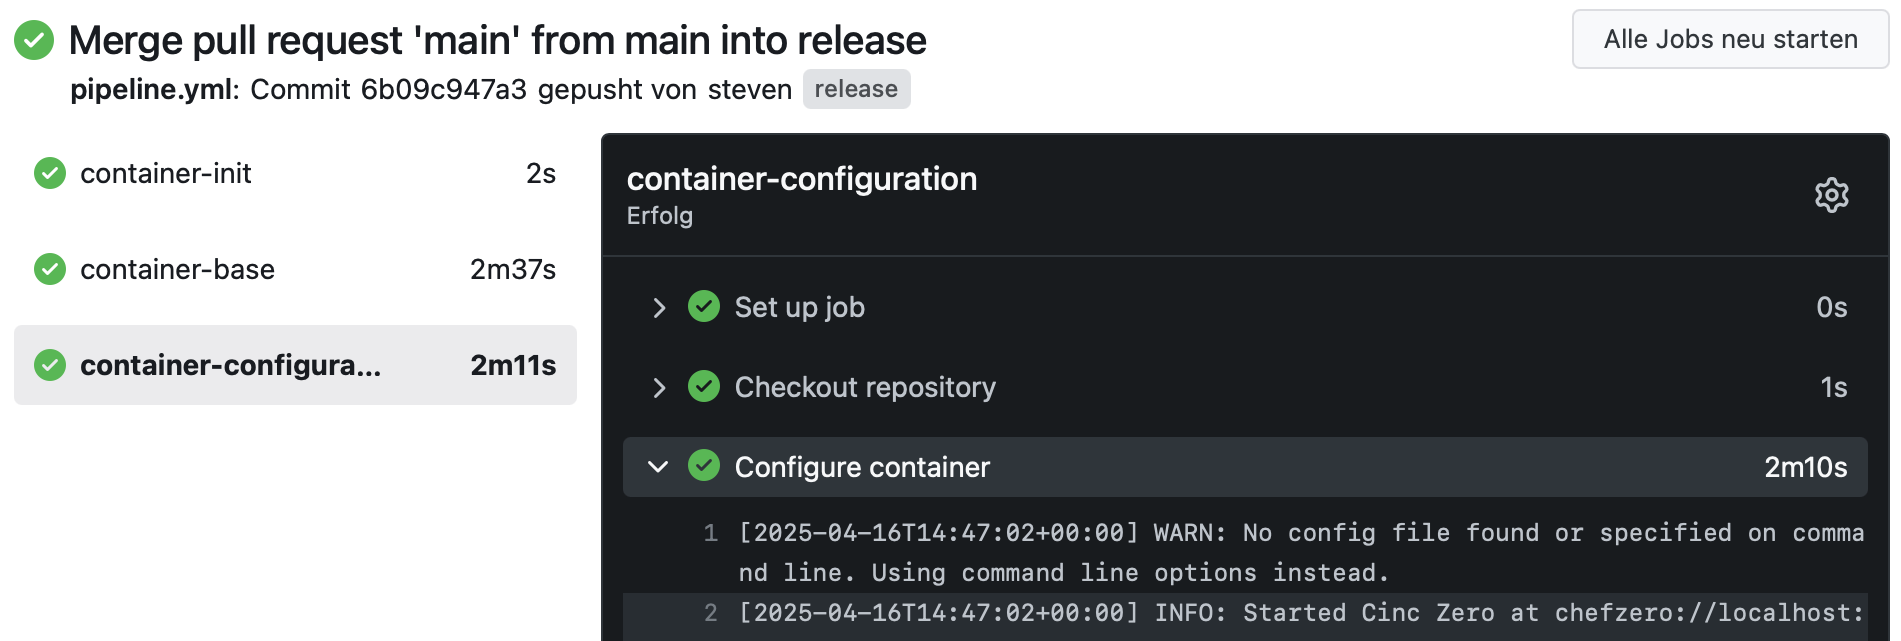 Merge pull request 'main' from main into release
Alle Jobs neu starten
pipeline.yml: Commit 6b09c947a3 gepusht von steven release
container-init 2s
container-base 2m37s
container-configura... 2m11s
container-configuration
Erfolg
Set up job 0s
Checkout repository 1s
Configure container 2m10s
1 [2025-04-16T14:47:02+00:00] WARN: No config file found or specified on comma
nd line. Using command line options instead.
2 [2025-04-16T14:47:02+00:00] INFO: Started Cinc Zero at chefzero://localhost: